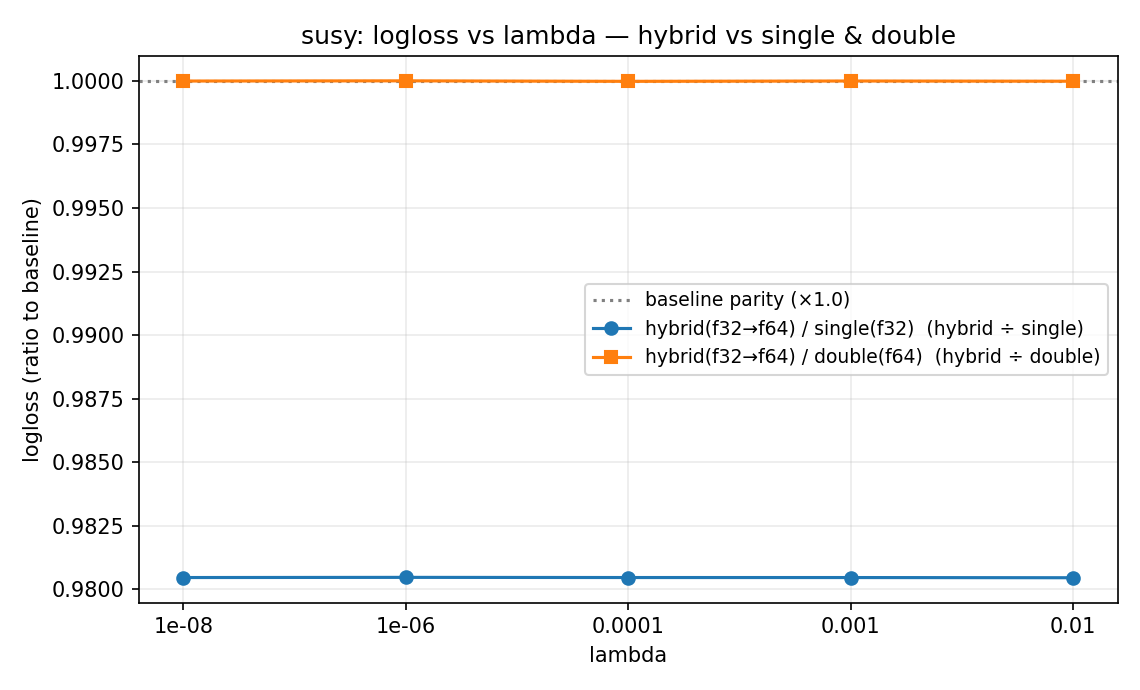 susy: logloss vs lambda — hybrid vs single & double
logloss (ratio to baseline)
1.0000
0.9975
0.9950
0.9925
0.9900
0.9875
0.9850
0.9825
0.9800
baseline parity (×1.0)
hybrid(f32→f64) / single(f32)  (hybrid ÷ single)
hybrid(f32→f64) / double(f64)  (hybrid ÷ double)
1e-08
1e-06
0.0001
0.001
0.01
lambda